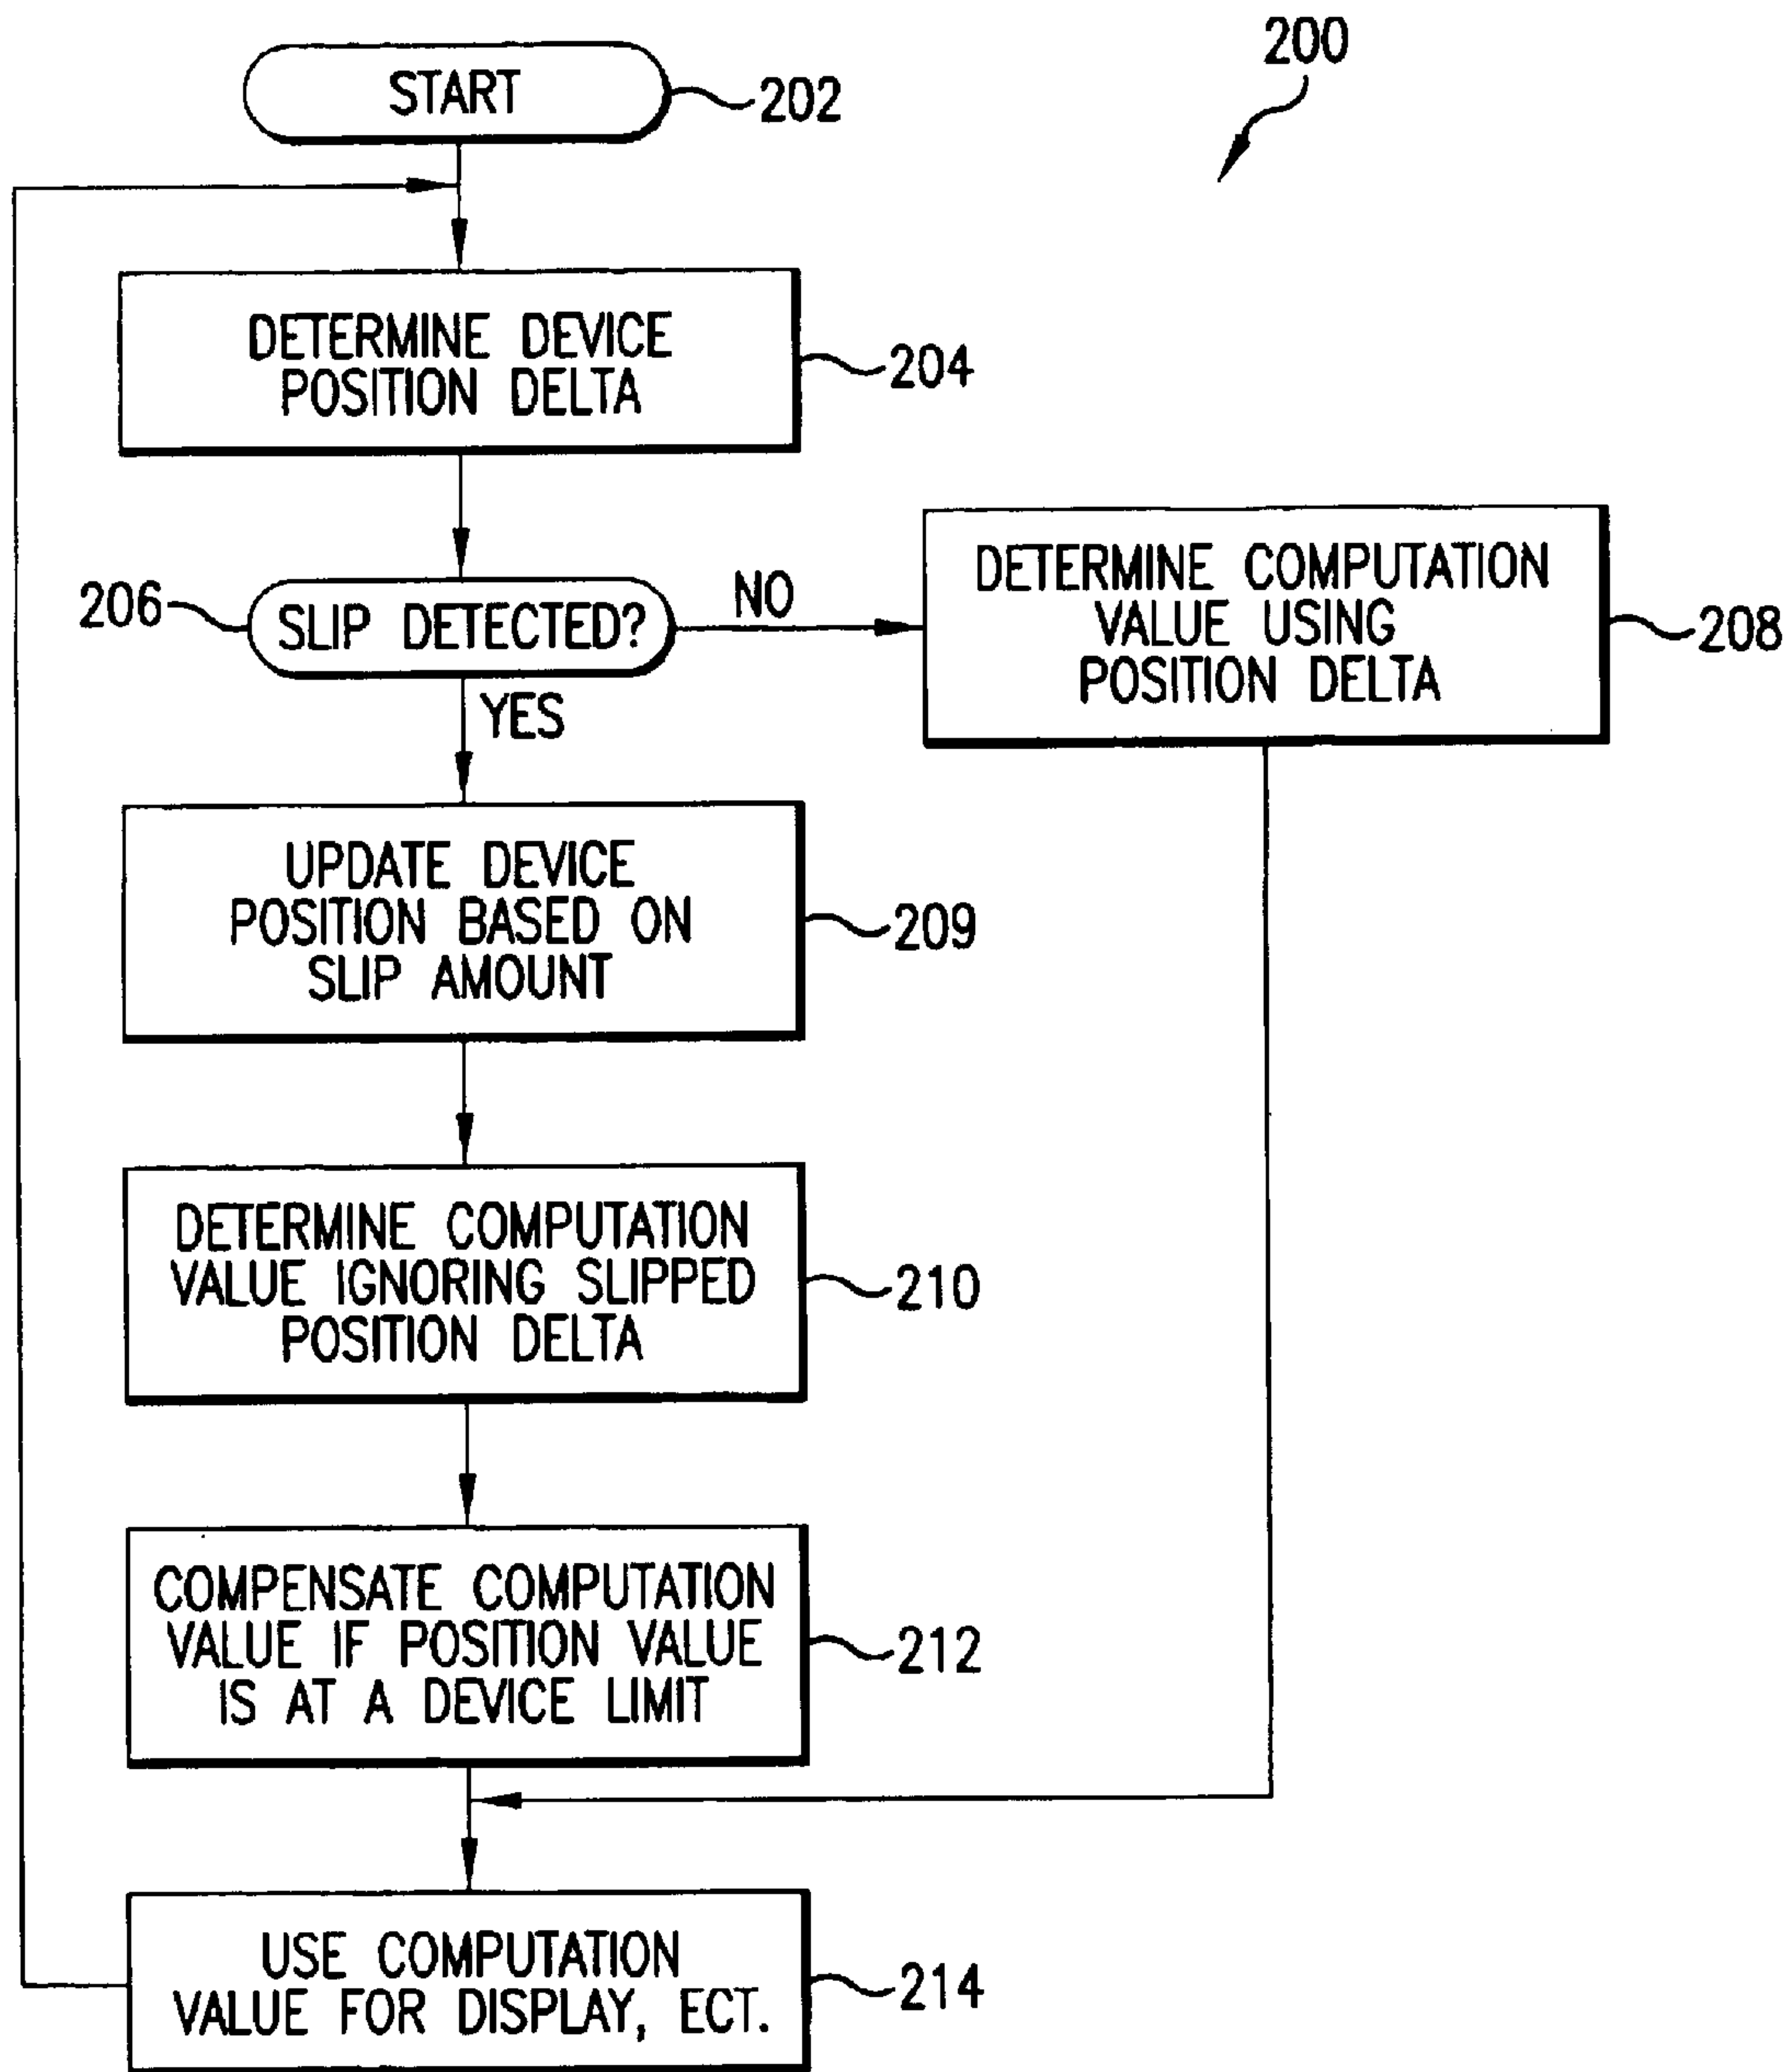 200
START
202
DETERMINE DEVICE
POSITION DELTA
204
206
SLIP DETECTED?
NO
YES
DETERMINE COMPUTATION
VALUE USING
POSITION DELTA
208
UPDATE DEVICE
POSITION BASED ON
SLIP AMOUNT
209
DETERMINE COMPUTATION
VALUE IGNORING SLIPPED
POSITION DELTA
210
COMPENSATE COMPUTATION
VALUE IF POSITION VALUE
IS AT A DEVICE LIMIT
212
USE COMPUTATION
VALUE FOR DISPLAY, ECT.
214